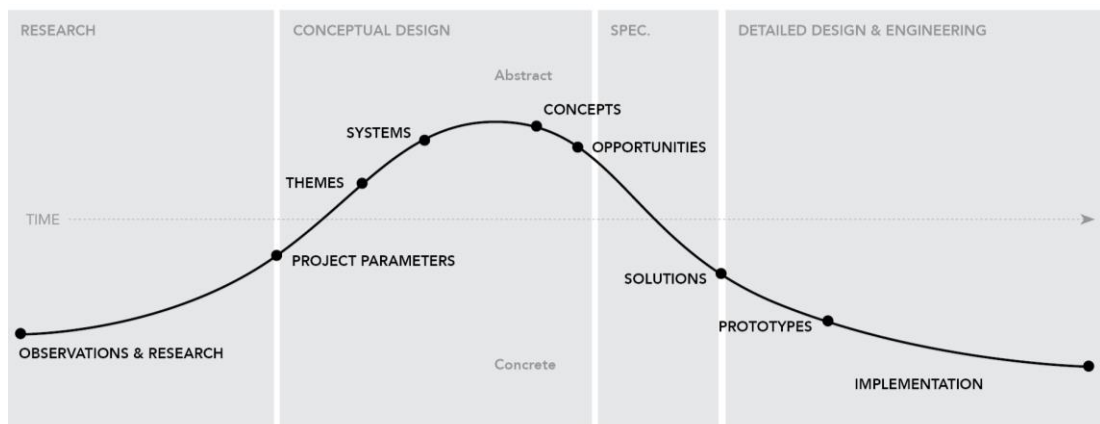 RESEARCH
CONCEPTUAL DESIGN
SPEC.
DETAILED DESIGN & ENGINEERING
Abstract
CONCEPTS
SYSTEMS
OPPORTUNITIES
THEMES
TIME
PROJECT PARAMETERS
SOLUTIONS
PROTOTYPES
OBSERVATIONS & RESEARCH
Concrete
IMPLEMENTATION